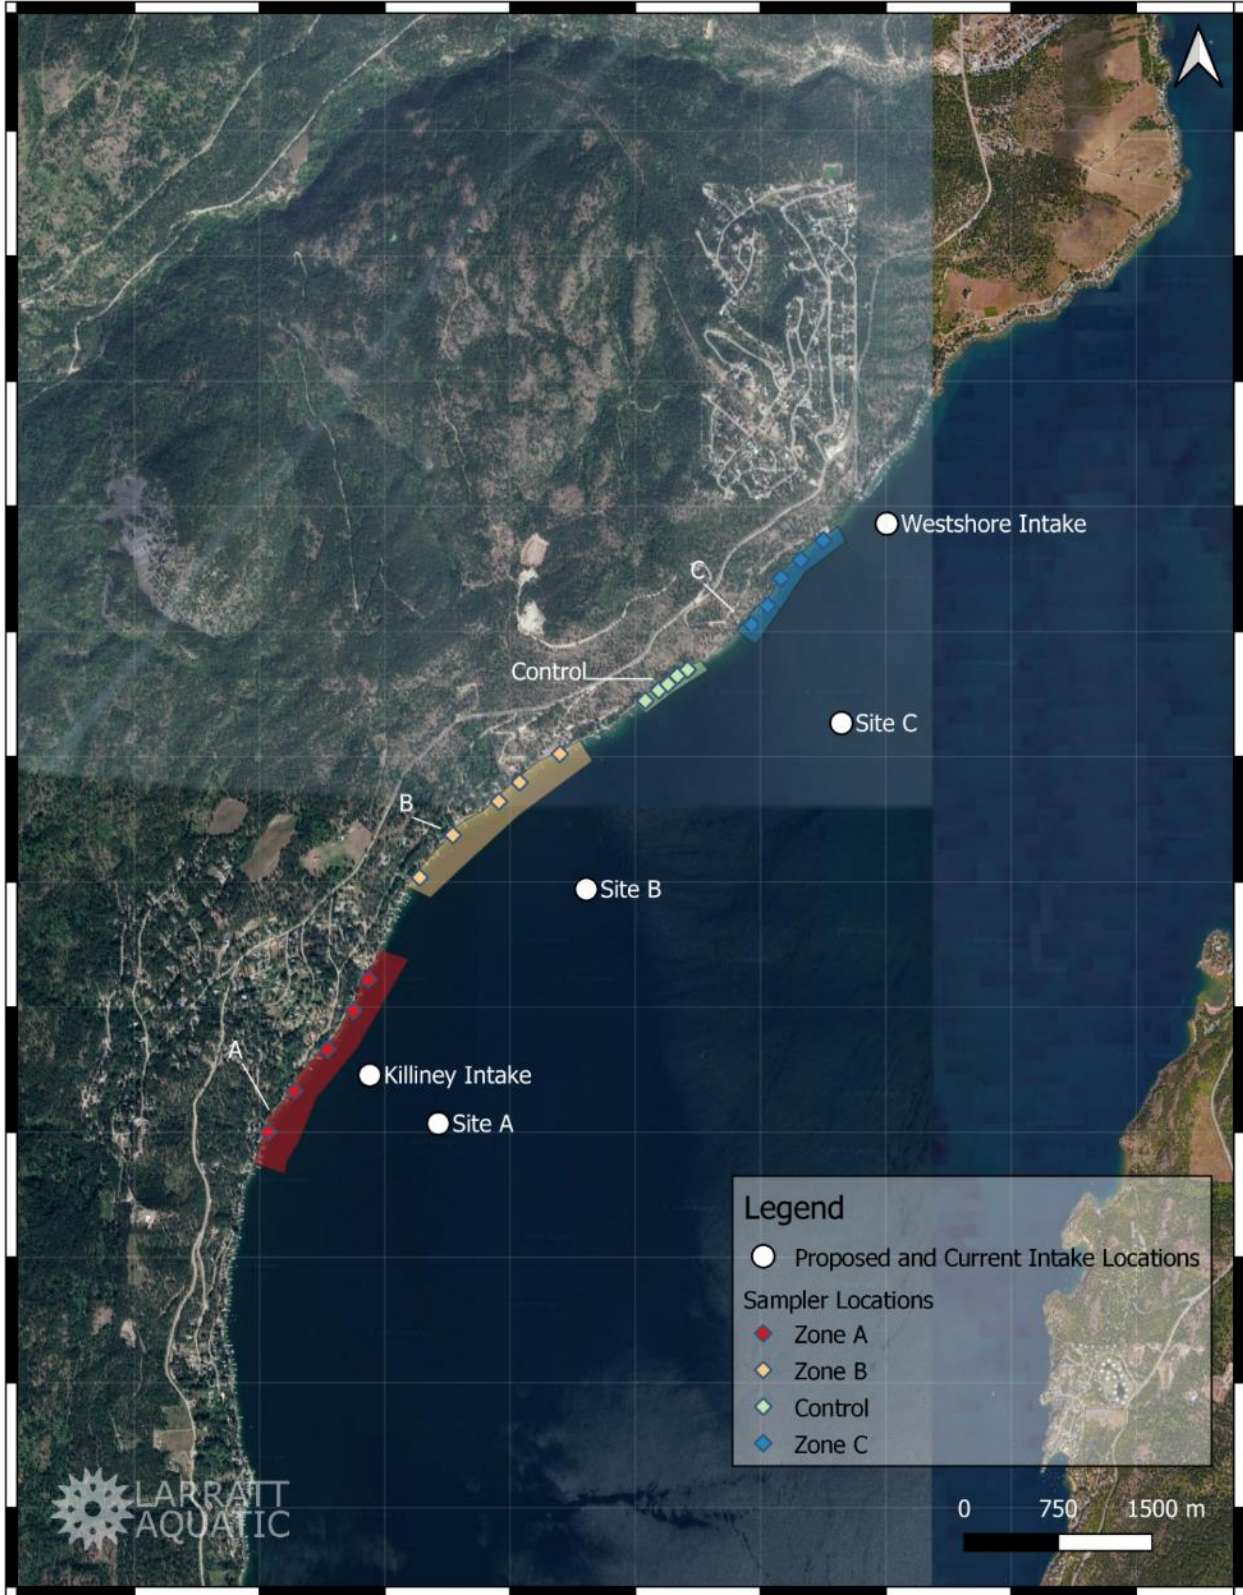 Westshore Intake
C
Control
Site C
B
Site B
A
Killiney Intake
Site A
Legend
Proposed and Current Intake Locations
Sampler Locations
Zone A
Zone B
Control
Zone C
LARRATT
AQUATIC
0 750 1500 m